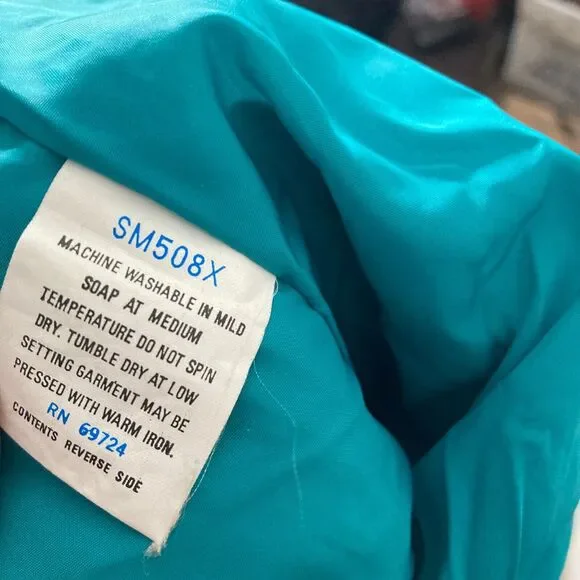 SM508X
MACHINE WASHABLE IN MILD
SOAP AT MEDIUM
TEMPERATURE DO NOT SPIN
DRY. TUMBLE DRY AT LOW
SETTING GARMENT MAY BE
PRESSED WITH WARM IRON.
RN 69724
CONTENTS REVERSE SIDE